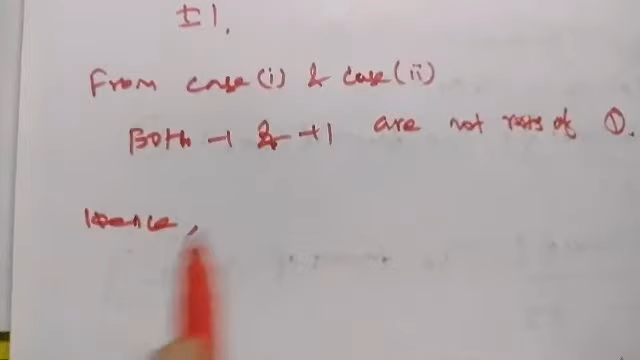 ±1.
From case(i) & case(ii)
Both -1 & +1 are not roots of ①.
Hence,